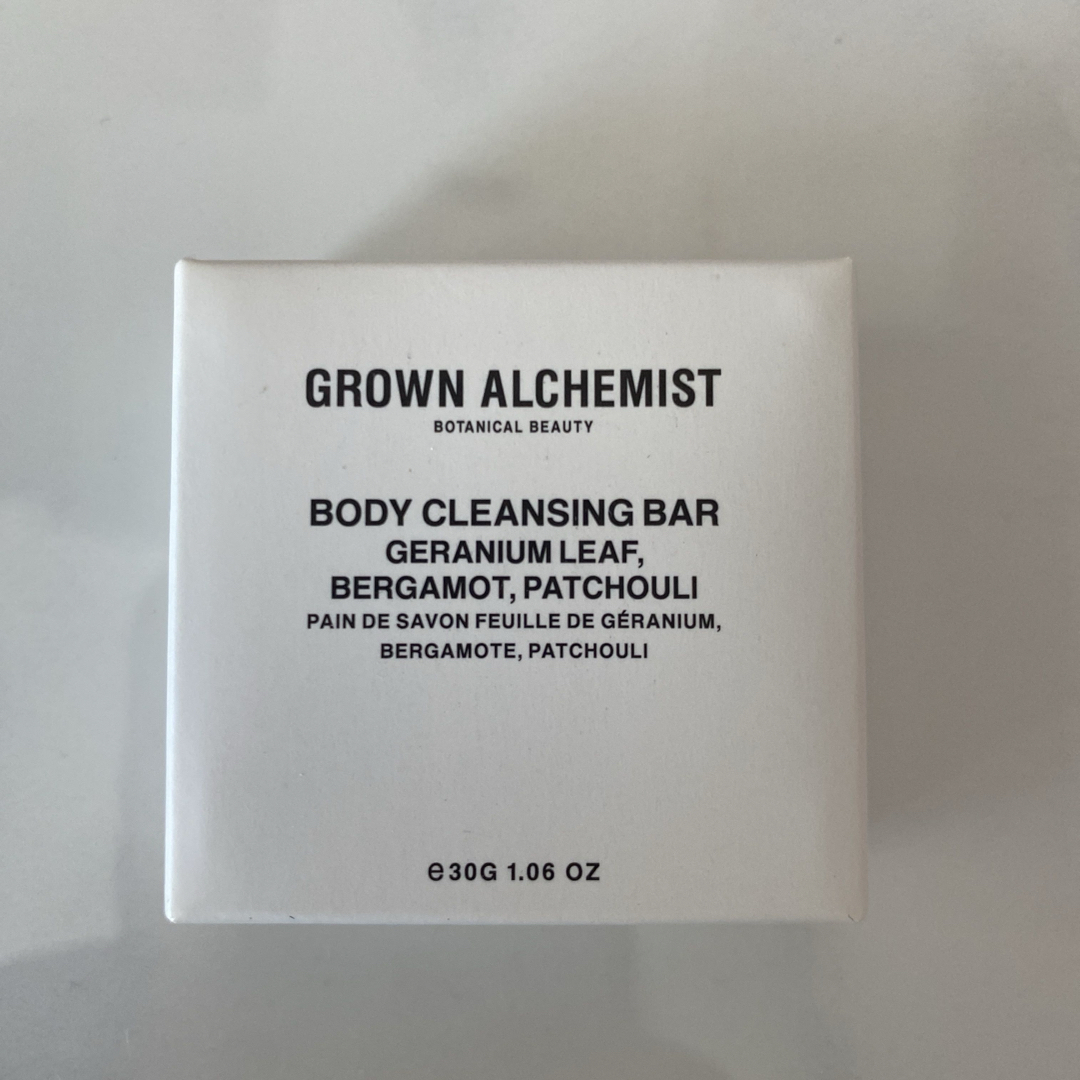 GROWN ALCHEMIST
BOTANICAL BEAUTY
BODY CLEANSING BAR
GERANIUM LEAF,
BERGAMOT, PATCHOULI
PAIN DE SAVON FEUILLE DE GÉRANIUM,
BERGAMOTE, PATCHOULI
℮30G 1.06 OZ